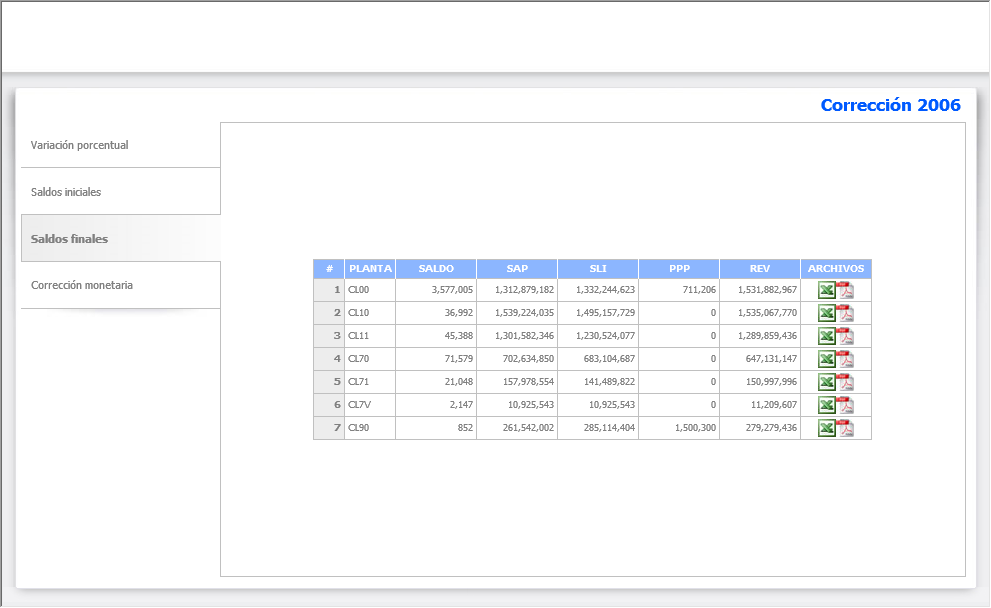 Corrección 2006
Variación porcentual
Saldos iniciales
Saldos finales
Corrección monetaria
# PLANTA SALDO SAP SLI PPP REV ARCHIVOS
1 CL00 3,577,005 1,312,879,182 1,332,244,623 711,206 1,531,882,967
2 CL10 36,992 1,539,224,035 1,495,157,729 0 1,535,067,770
3 CL11 45,388 1,301,582,346 1,230,524,077 0 1,289,859,436
4 CL70 71,579 702,634,850 683,104,687 0 647,131,147
5 CL71 21,048 157,978,554 141,489,822 0 150,997,996
6 CL7V 2,147 10,925,543 10,925,543 0 11,209,607
7 CL90 852 261,542,002 285,114,404 1,500,300 279,279,436